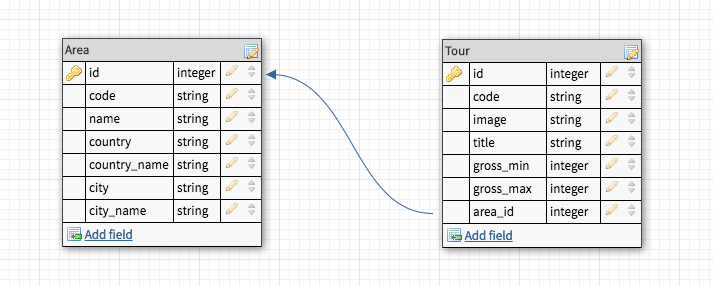 Area
id integer
code string
name string
country string
country_name string
city string
city_name string
Add field
Tour
id integer
code string
image string
title string
gross_min integer
gross_max integer
area_id integer
Add field